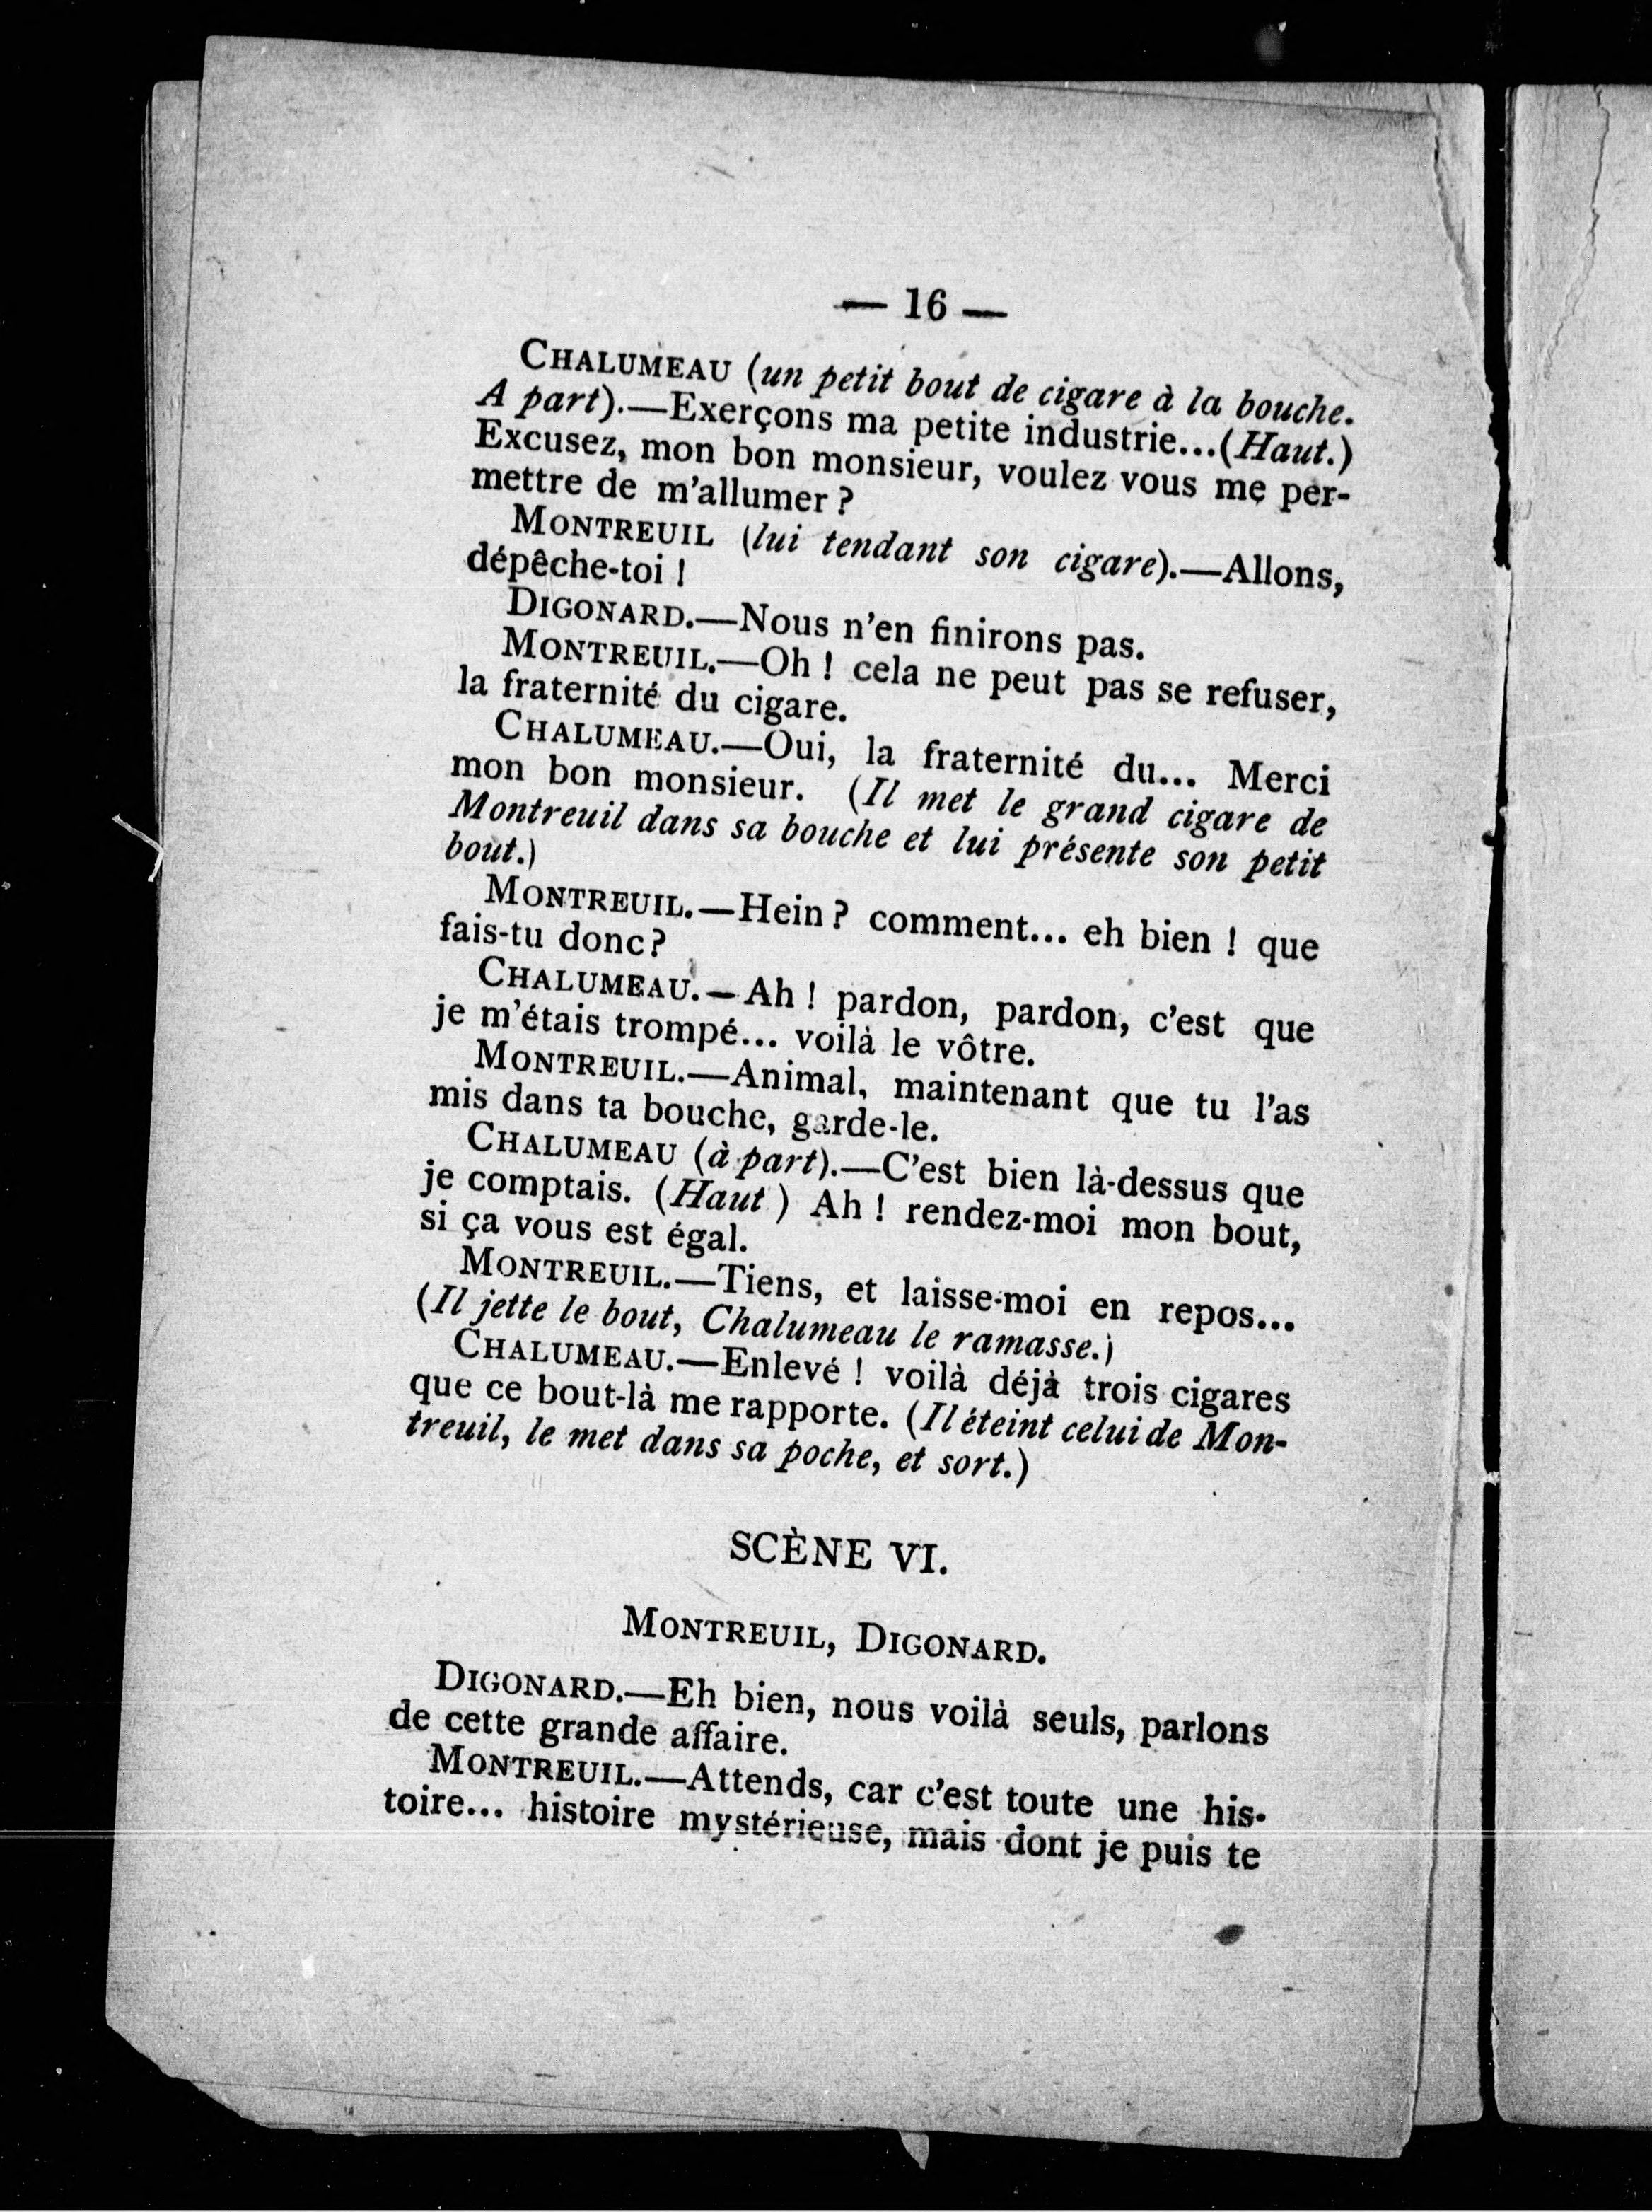 — 16 —
CHALUMEAU (un petit bout de cigare à la bouche.
A part).—Exerçons ma petite industrie...(Haut.)
Excusez, mon bon monsieur, voulez vous me per-
mettre de m'allumer ?
MONTREUIL (lui tendant son cigare).—Allons,
dépêche-toi !
DIGONARD.—Nous n'en finirons pas.
MONTREUIL.—Oh ! cela ne peut pas se refuser,
la fraternité du cigare.
CHALUMEAU.—Oui, la fraternité du... Merci
mon bon monsieur. (Il met le grand cigare de
Montreuil dans sa bouche et lui présente son petit
bout.)
MONTREUIL.—Hein ? comment... eh bien ! que
fais-tu donc ?
CHALUMEAU.—Ah ! pardon, pardon, c'est que
je m'étais trompé... voilà le vôtre.
MONTREUIL.—Animal, maintenant que tu l'as
mis dans ta bouche, garde-le.
CHALUMEAU (à part).—C'est bien là-dessus que
je comptais. (Haut ) Ah ! rendez-moi mon bout,
si ça vous est égal.
MONTREUIL.—Tiens, et laisse-moi en repos...
(Il jette le bout, Chalumeau le ramasse.)
CHALUMEAU.—Enlevé ! voilà déjà trois cigares
que ce bout-là me rapporte. (Il éteint celui de Mon-
treuil, le met dans sa poche, et sort.)
SCÈNE VI.
MONTREUIL, DIGONARD.
DIGONARD.—Eh bien, nous voilà seuls, parlons
de cette grande affaire.
MONTREUIL.—Attends, car c'est toute une his-
toire... histoire mystérieuse, mais dont je puis te